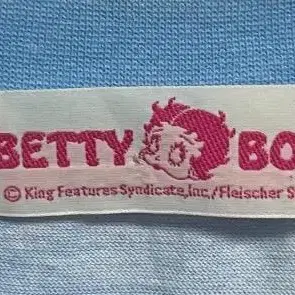 BETTY BO
© King Features Syndicate, Inc./Fleischer S